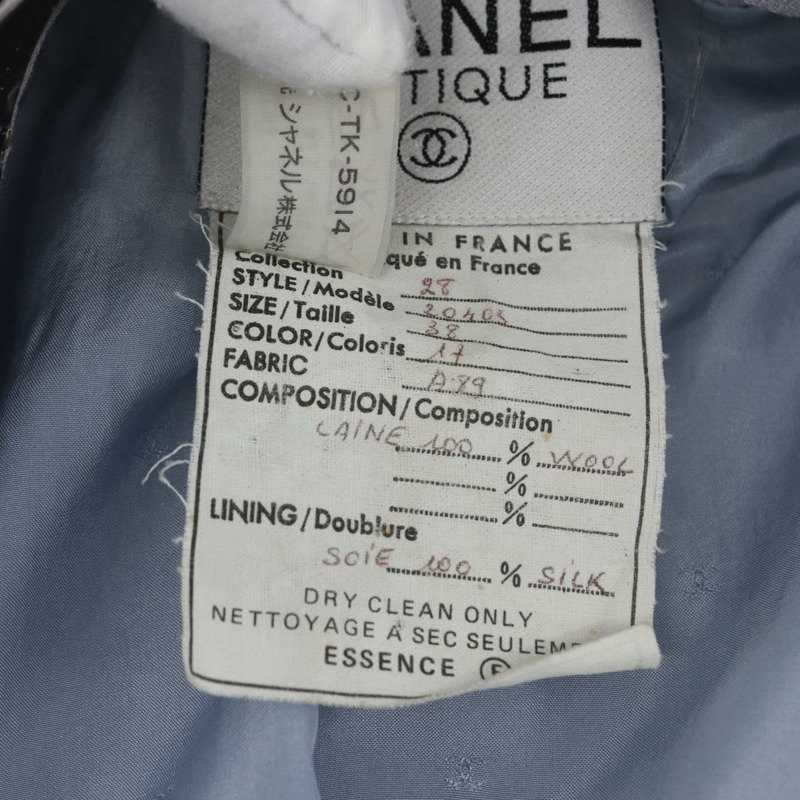 ANEL
TIQUE
C-TK-5914
シャネル株式会社
IN FRANCE
qué en France
Collection 28
STYLE/Modèle 20403
SIZE/Taille 38
COLOR/Coloris 17
FABRIC A89
COMPOSITION/Composition
LAINE 100 % WOOL
%
%
LINING/Doublure
SOIE 100 % SILK
DRY CLEAN ONLY
NETTOYAGE À SEC SEULEME
ESSENCE F